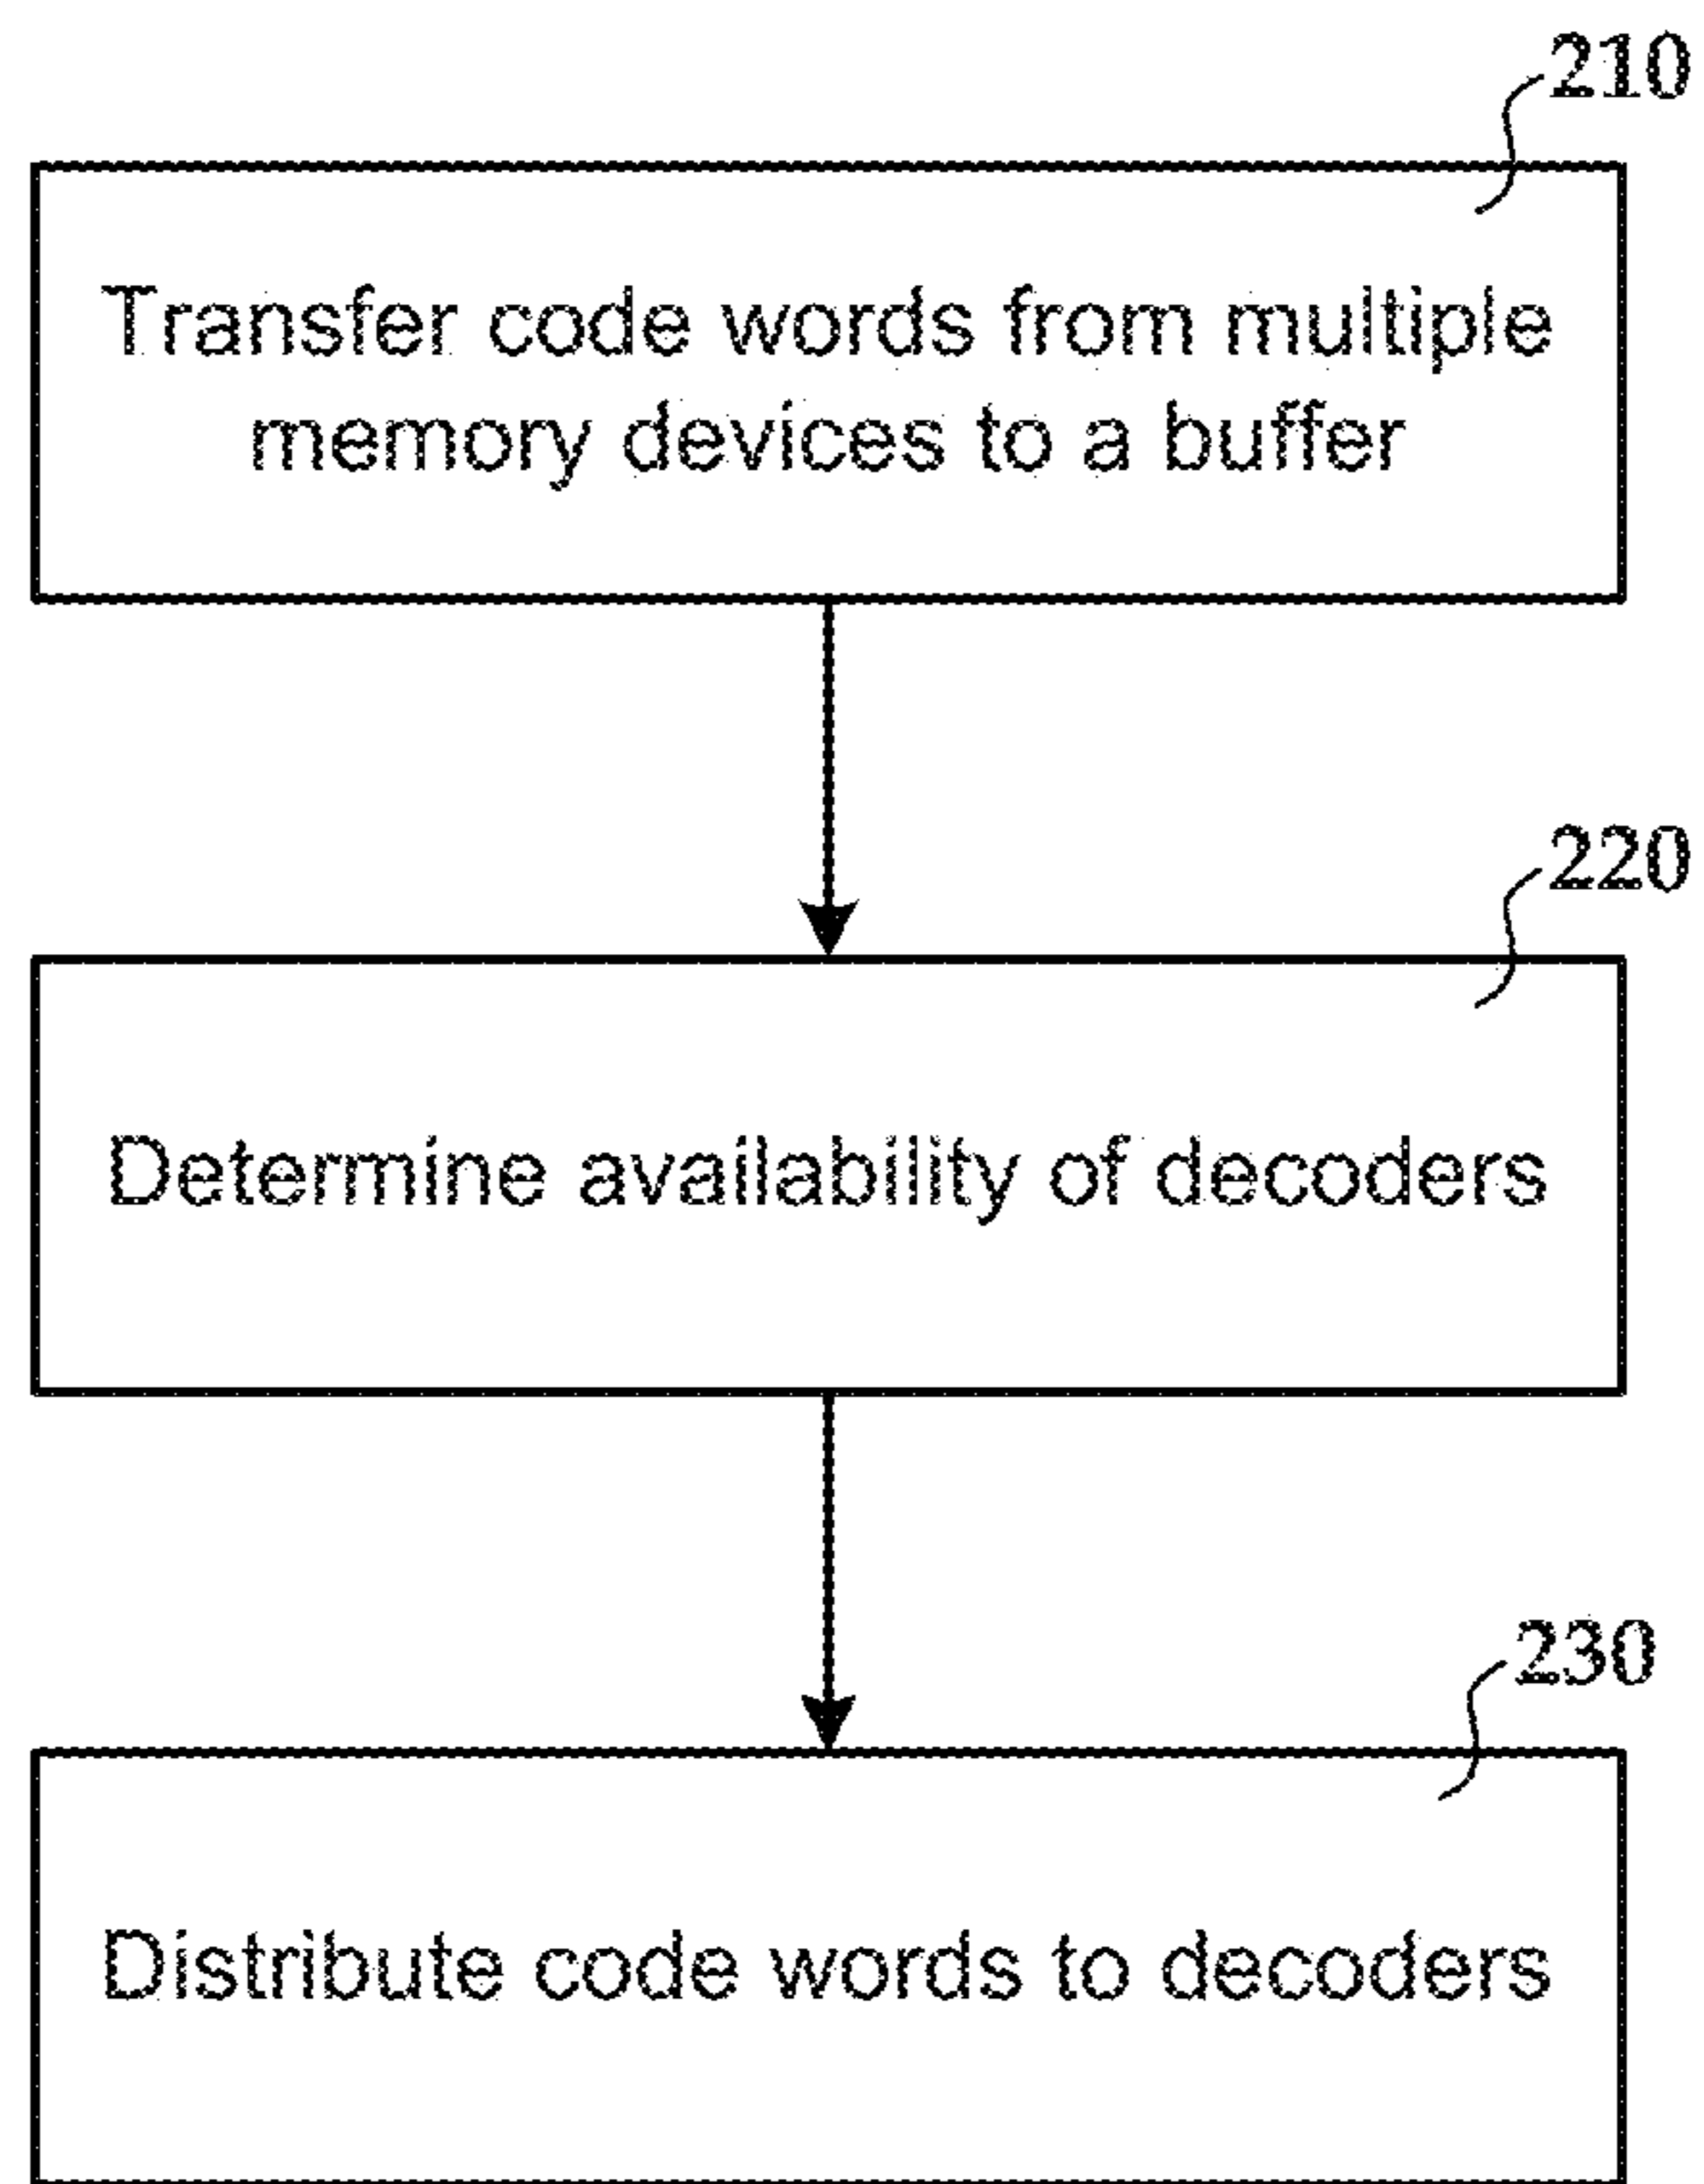 210
Transfer code words from multiple
memory devices to a buffer
220
Determine availability of decoders
230
Distribute code words to decoders